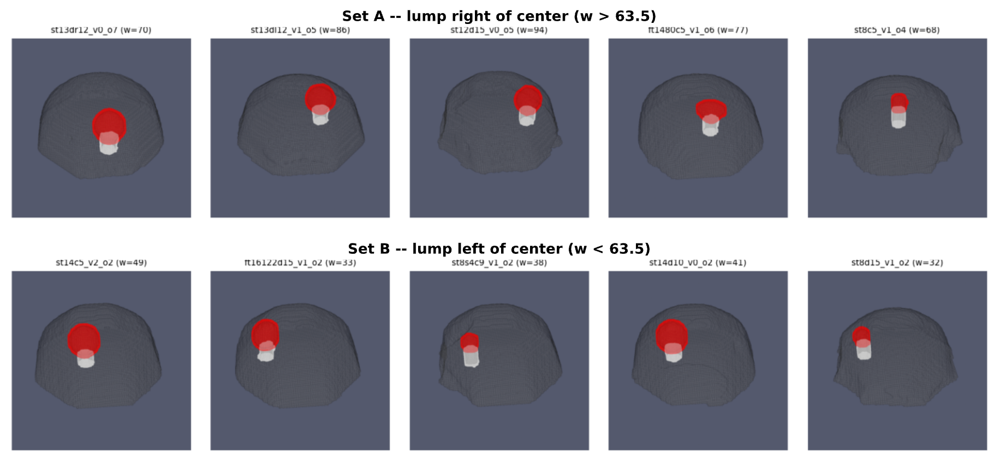 Set A -- lump right of center (w > 63.5)
st13dr12_v0_o7 (w=70)
st13dl12_v1_o5 (w=86)
st12d15_v0_o5 (w=94)
ft1480c5_v1_o6 (w=77)
st8c5_v1_o4 (w=68)
Set B -- lump left of center (w < 63.5)
st14c5_v2_o2 (w=49)
ft16122d15_v1_o2 (w=33)
st8s4c9_v1_o2 (w=38)
st14d10_v0_o2 (w=41)
st8d15_v1_o2 (w=32)